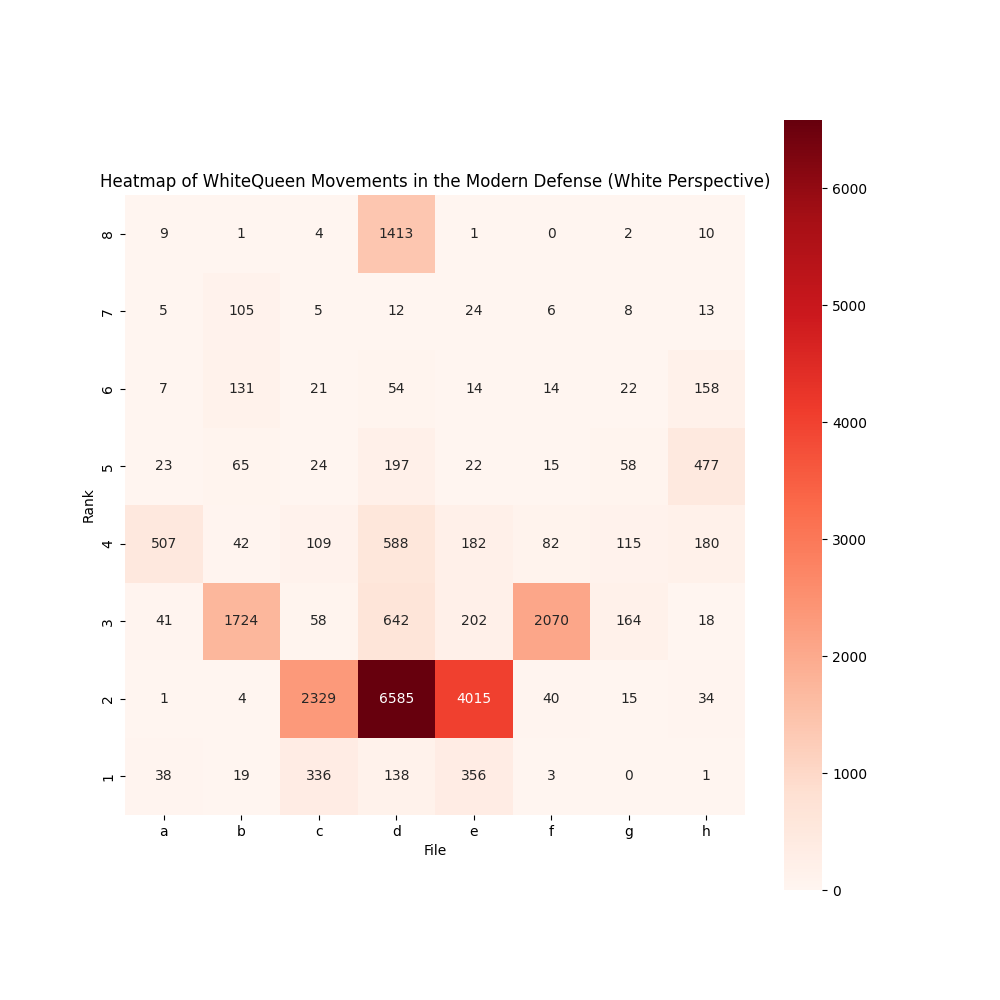 Heatmap of WhiteQueen Movements in the Modern Defense (White Perspective)
8 9 1 4 1413 1 0 2 10
7 5 105 5 12 24 6 8 13
6 7 131 21 54 14 14 22 158
5 23 65 24 197 22 15 58 477
4 507 42 109 588 182 82 115 180
3 41 1724 58 642 202 2070 164 18
2 1 4 2329 6585 4015 40 15 34
1 38 19 336 138 356 3 0 1
a b c d e f g h
File
Rank
6000
5000
4000
3000
2000
1000
0